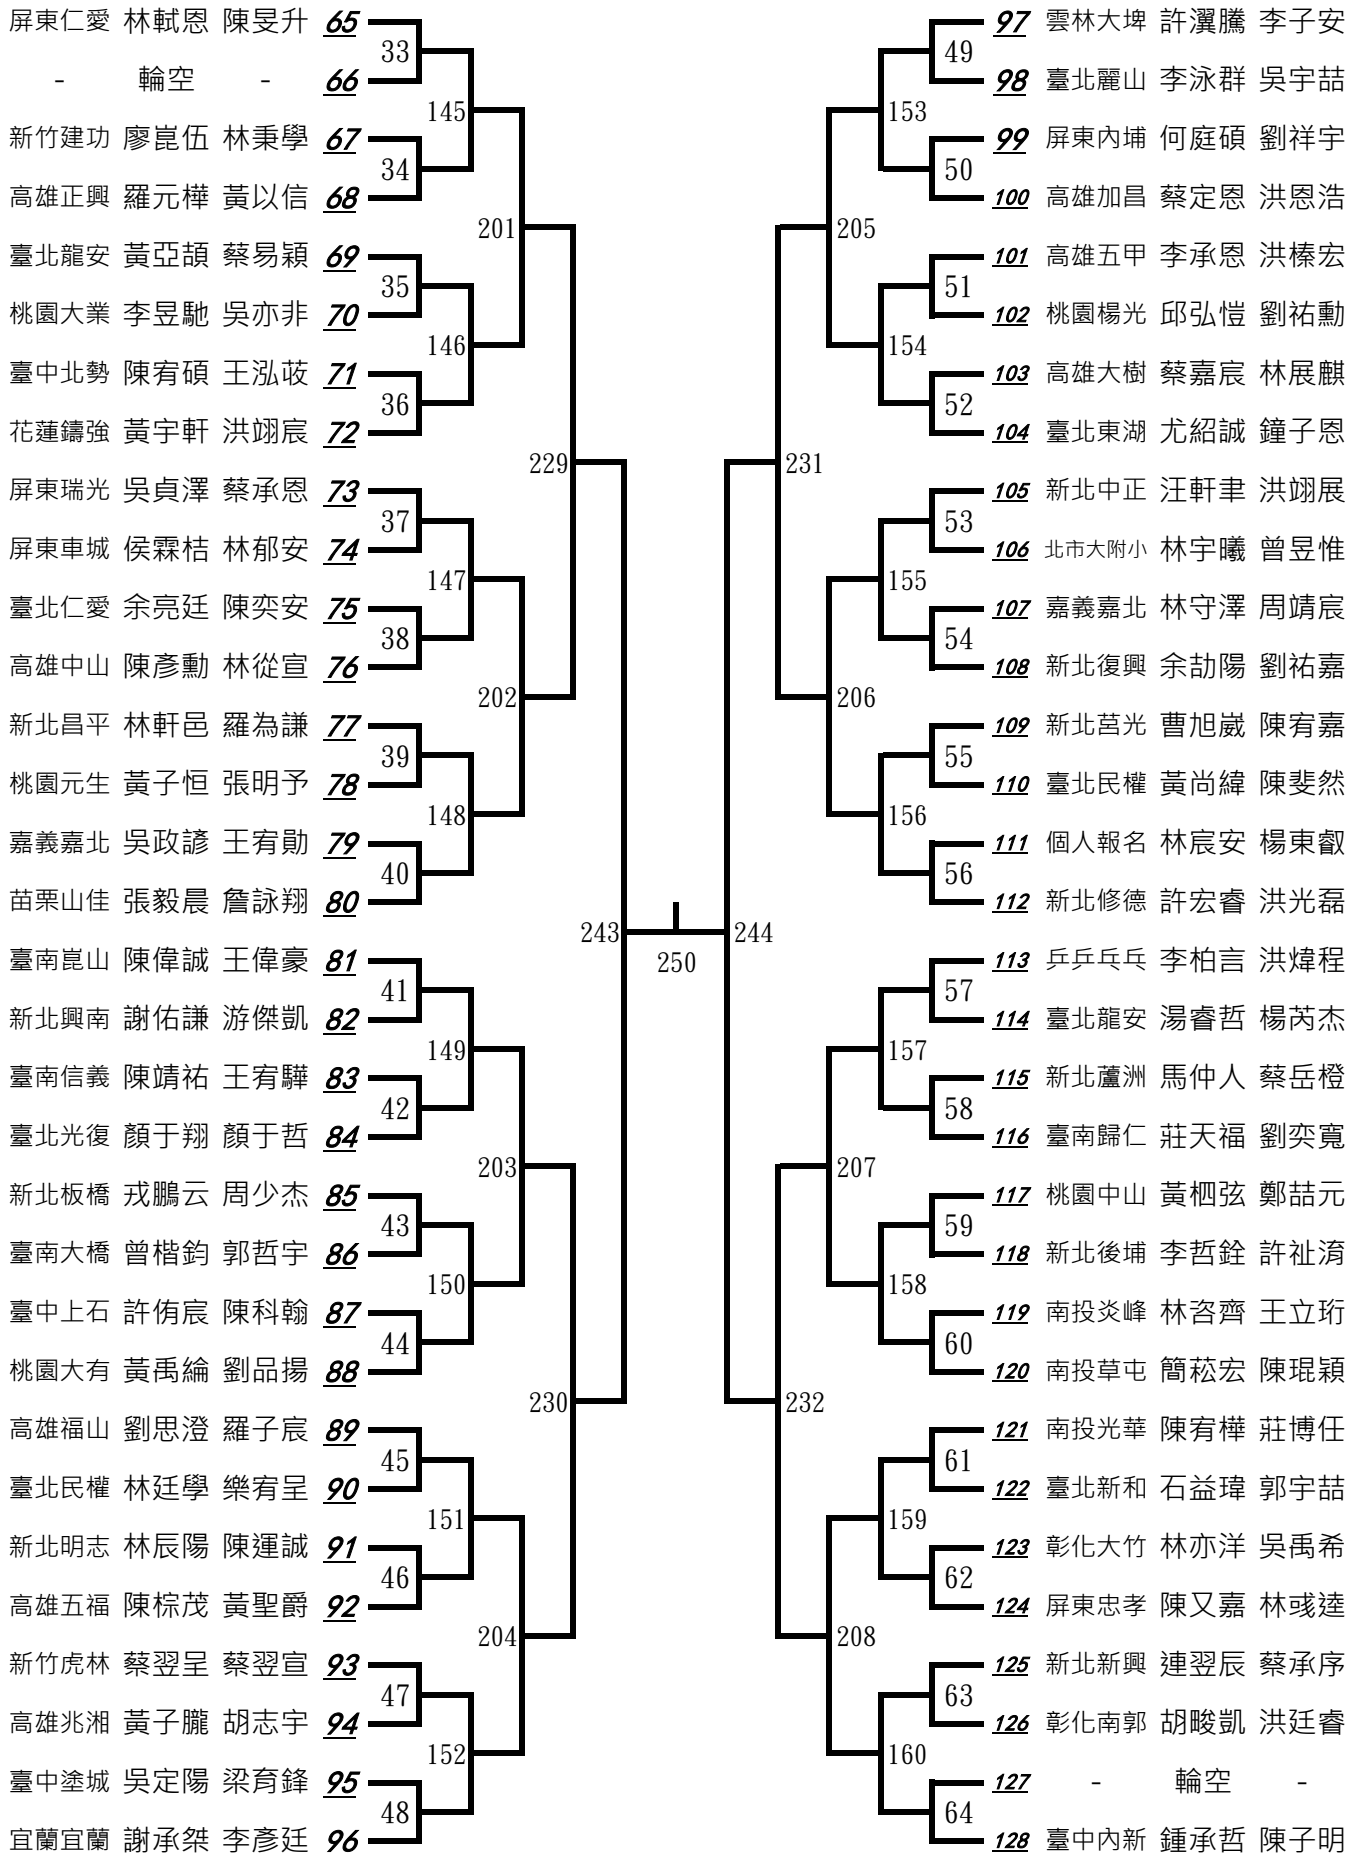 屏東仁愛 林軾恩 陳旻升 65
33
- 輪空 - 66
145
新竹建功 廖崑伍 林秉學 67
34
高雄正興 羅元樺 黃以信 68
201
臺北龍安 黃亞頡 蔡易穎 69
35
桃園大業 李昱馳 吳亦非 70
146
臺中北勢 陳宥碩 王泓茷 71
36
花蓮鑄強 黃宇軒 洪翊宸 72
229
屏東瑞光 吳貞澤 蔡承恩 73
37
屏東車城 侯霖桔 林郁安 74
147
臺北仁愛 余亮廷 陳奕安 75
38
高雄中山 陳彥勳 林從宣 76
202
新北昌平 林軒邑 羅為謙 77
39
桃園元生 黃子恒 張明予 78
148
嘉義嘉北 吳政諺 王宥勛 79
40
苗栗山佳 張毅晨 詹詠翔 80
243
臺南崑山 陳偉誠 王偉豪 81
41
新北興南 謝佑謙 游傑凱 82
149
臺南信義 陳靖祐 王宥驊 83
42
臺北光復 顏于翔 顏于哲 84
203
新北板橋 戎鵬云 周少杰 85
43
臺南大橋 曾楷鈞 郭哲宇 86
150
臺中上石 許侑宸 陳科翰 87
44
桃園大有 黃禹綸 劉品揚 88
230
高雄福山 劉思澄 羅子宸 89
45
臺北民權 林廷學 樂宥呈 90
151
新北明志 林辰陽 陳運誠 91
46
高雄五福 陳棕茂 黃聖爵 92
204
新竹虎林 蔡翌呈 蔡翌宣 93
47
高雄兆湘 黃子朧 胡志宇 94
152
臺中塗城 吳定陽 梁育鋒 95
48
宜蘭宜蘭 謝承桀 李彥廷 96
250
97 雲林大埤 許瀷騰 李子安
49
98 臺北麗山 李泳群 吳宇喆
153
99 屏東內埔 何庭碩 劉祥宇
50
100 高雄加昌 蔡定恩 洪恩浩
205
101 高雄五甲 李承恩 洪榛宏
51
102 桃園楊光 邱弘愷 劉祐勳
154
103 高雄大樹 蔡嘉宸 林展麒
52
104 臺北東湖 尤紹誠 鐘子恩
231
105 新北中正 汪軒聿 洪翊展
53
106 北市大附小 林宇曦 曾昱惟
155
107 嘉義嘉北 林守澤 周靖宸
54
108 新北復興 余劼陽 劉祐嘉
206
109 新北莒光 曹旭崴 陳宥嘉
55
110 臺北民權 黃尚緯 陳斐然
156
111 個人報名 林宸安 楊東叡
56
112 新北修德 許宏睿 洪光磊
244
113 乒乒乓乓 李柏言 洪煒程
57
114 臺北龍安 湯睿哲 楊芮杰
157
115 新北蘆洲 馬仲人 蔡岳橙
58
116 臺南歸仁 莊天福 劉奕寬
207
117 桃園中山 黃柶弦 鄭喆元
59
118 新北後埔 李哲銓 許祉淯
158
119 南投炎峰 林咨齊 王立珩
60
120 南投草屯 簡菘宏 陳琨穎
232
121 南投光華 陳宥樺 莊博任
61
122 臺北新和 石益瑋 郭宇喆
159
123 彰化大竹 林亦洋 吳禹希
62
124 屏東忠孝 陳又嘉 林彧逵
208
125 新北新興 連翌辰 蔡承序
63
126 彰化南郭 胡畯凱 洪廷睿
160
127 - 輪空 -
64
128 臺中內新 鍾承哲 陳子明